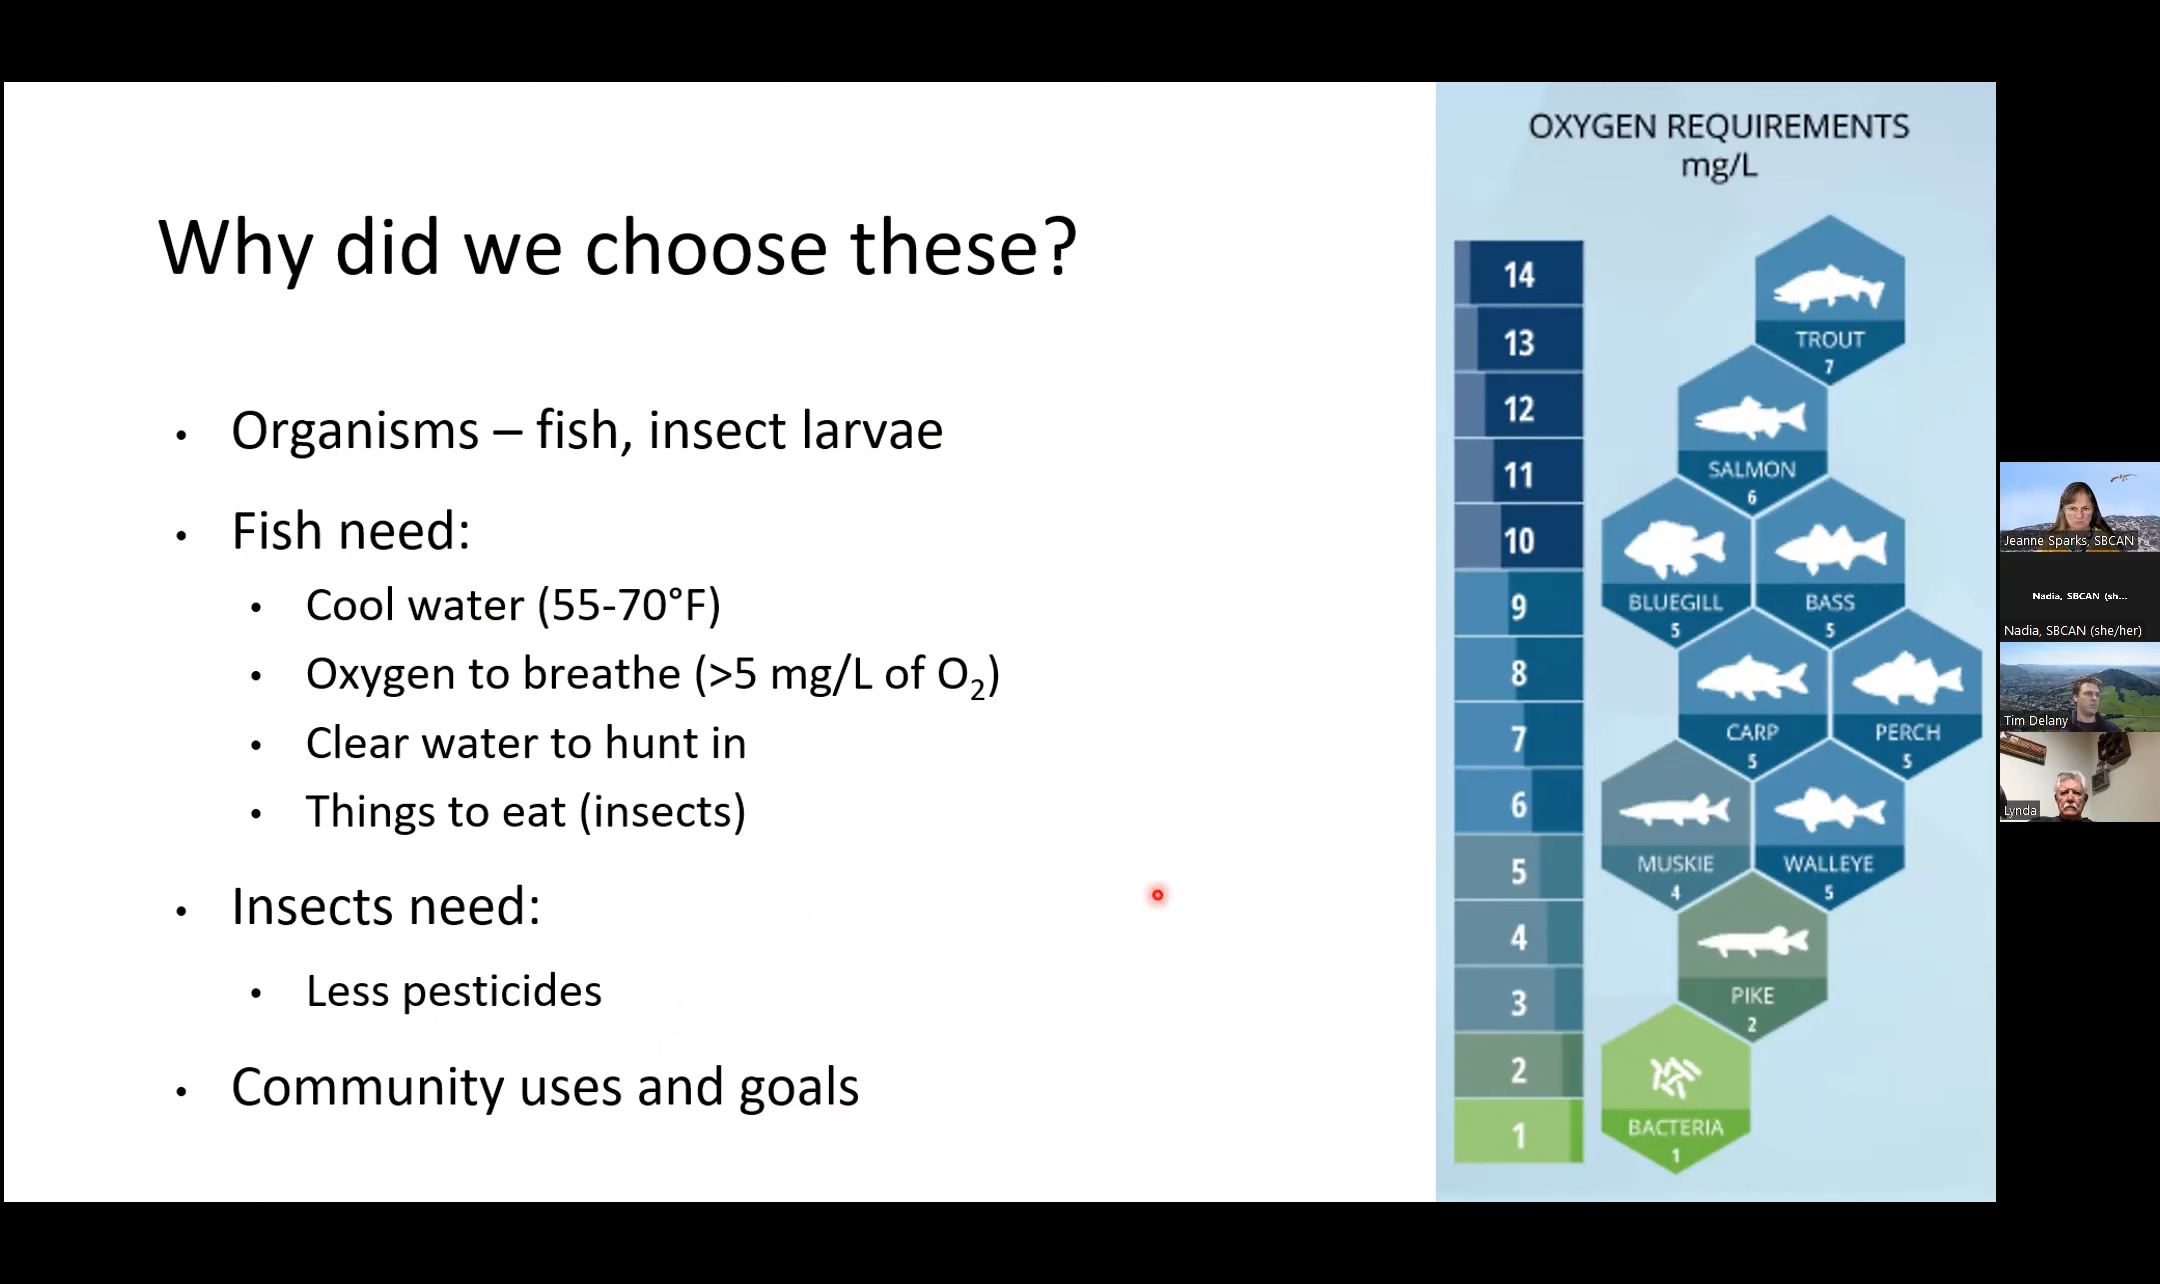 Why did we choose these?
• Organisms – fish, insect larvae
• Fish need:
• Cool water (55-70°F)
• Oxygen to breathe (>5 mg/L of O₂)
• Clear water to hunt in
• Things to eat (insects)
• Insects need:
• Less pesticides
• Community uses and goals
OXYGEN REQUIREMENTS
mg/L
14
13
12
11
10
9
8
7
6
5
4
3
2
1
TROUT
7
SALMON
6
BLUEGILL
5
BASS
5
CARP
5
PERCH
5
MUSKIE
4
WALLEYE
5
PIKE
2
BACTERIA
1
Jeanne Sparks, SBCAN
Nadia, SBCAN (sh...
Nadia, SBCAN (she/her)
Tim Delany
Lynda